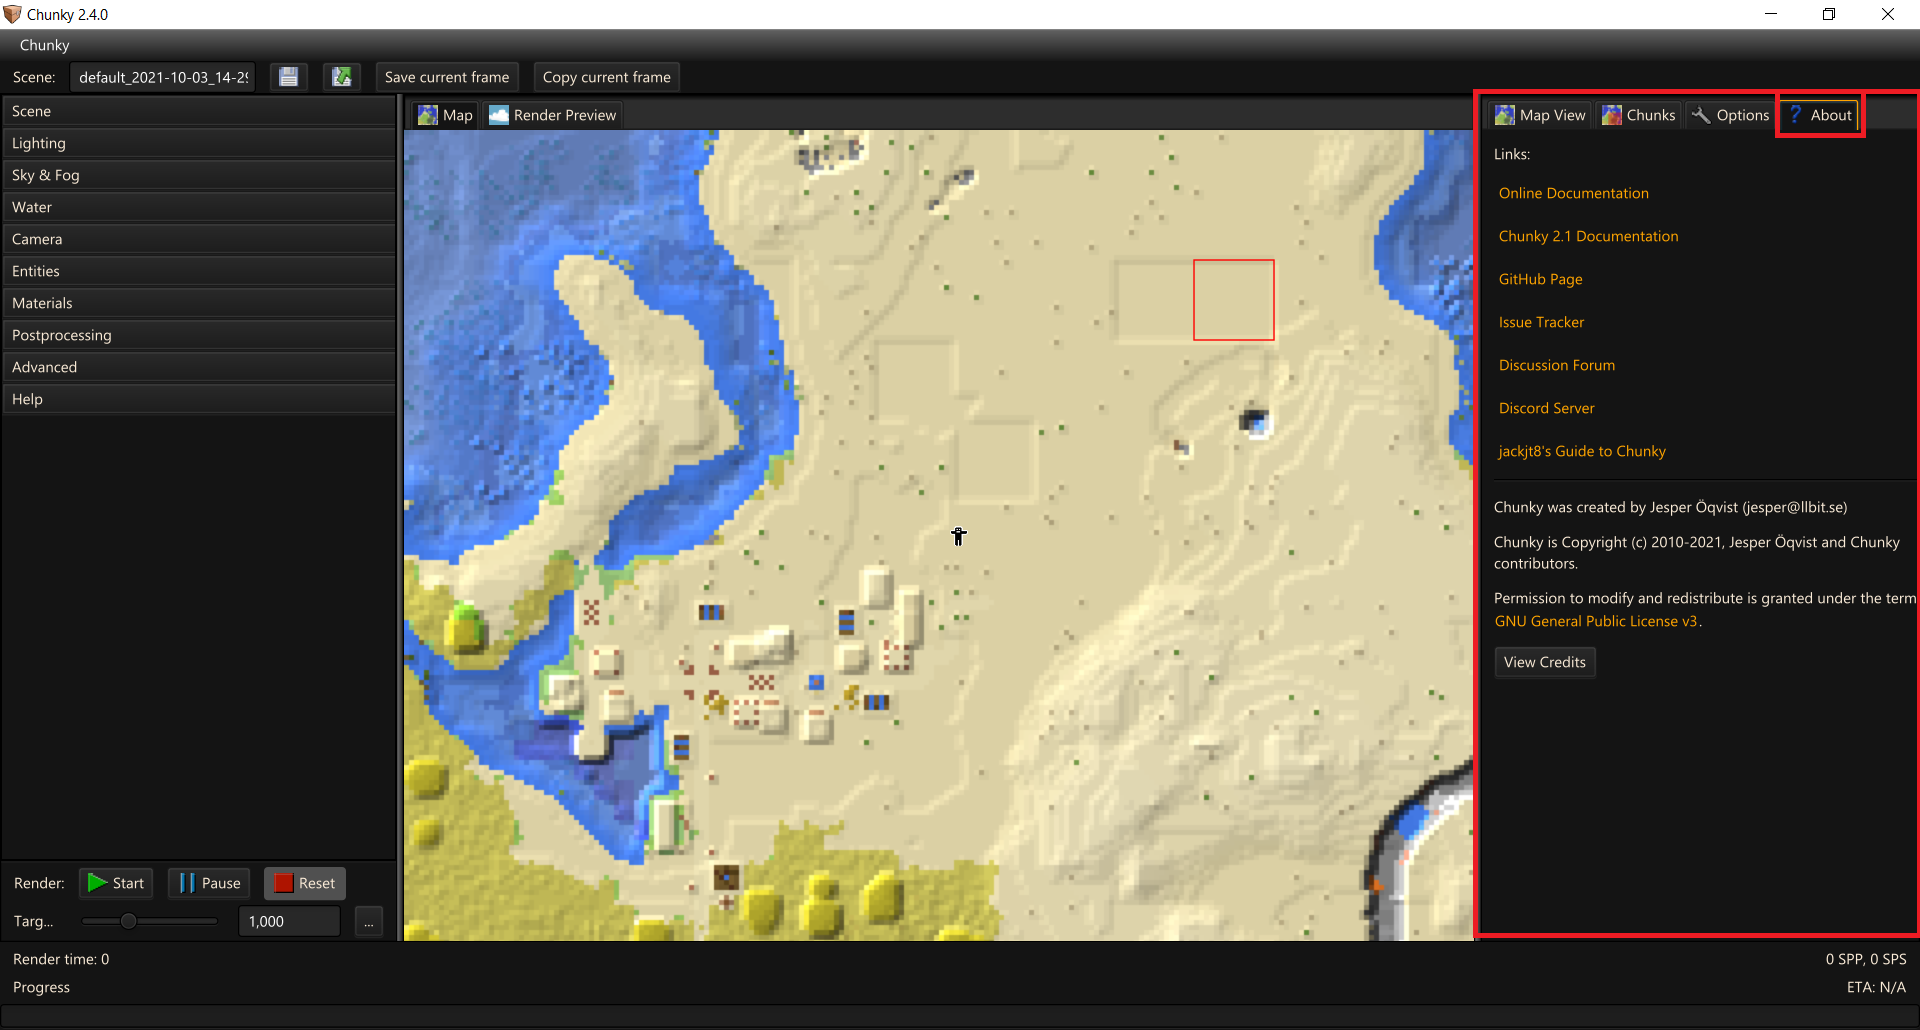 Chunky 2.4.0
Chunky
Scene:
default_2021-10-03_14-29
Save current frame
Copy current frame
Scene
Lighting
Sky & Fog
Water
Camera
Entities
Materials
Postprocessing
Advanced
Help
Map
Render Preview
Map View
Chunks
Options
? About
Links:
Online Documentation
Chunky 2.1 Documentation
GitHub Page
Issue Tracker
Discussion Forum
Discord Server
jackjt8's Guide to Chunky
Chunky was created by Jesper Öqvist (jesper@llbit.se)
Chunky is Copyright (c) 2010-2021, Jesper Öqvist and Chunky
contributors.
Permission to modify and redistribute is granted under the term
GNU General Public License v3.
View Credits
Render:
Start
Pause
Reset
Targ...
1,000
...
Render time: 0
0 SPP, 0 SPS
Progress
ETA: N/A